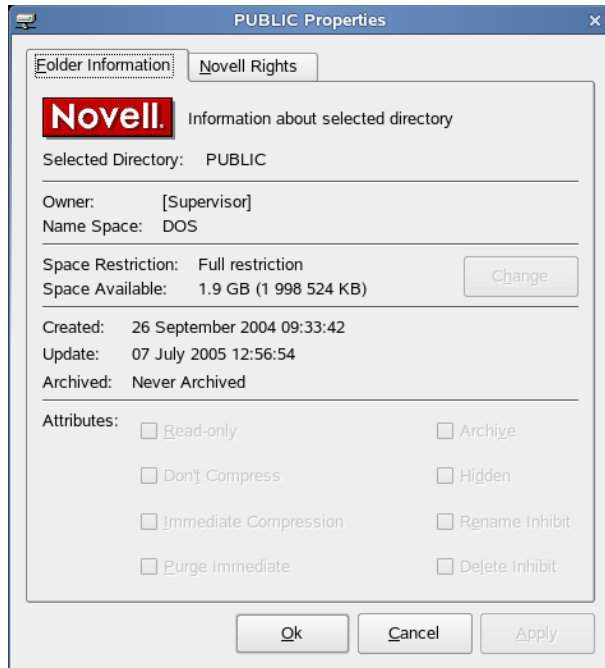 PUBLIC Properties
Folder Information
Novell Rights
Novell. Information about selected directory
Selected Directory: PUBLIC
Owner: [Supervisor]
Name Space: DOS
Space Restriction: Full restriction
Space Available: 1.9 GB (1 998 524 KB)
Change
Created: 26 September 2004 09:33:42
Update: 07 July 2005 12:56:54
Archived: Never Archived
Attributes:
Read-only
Archive
Don't Compress
Hidden
Immediate Compression
Rename Inhibit
Purge Immediate
Delete Inhibit
Ok
Cancel
Apply